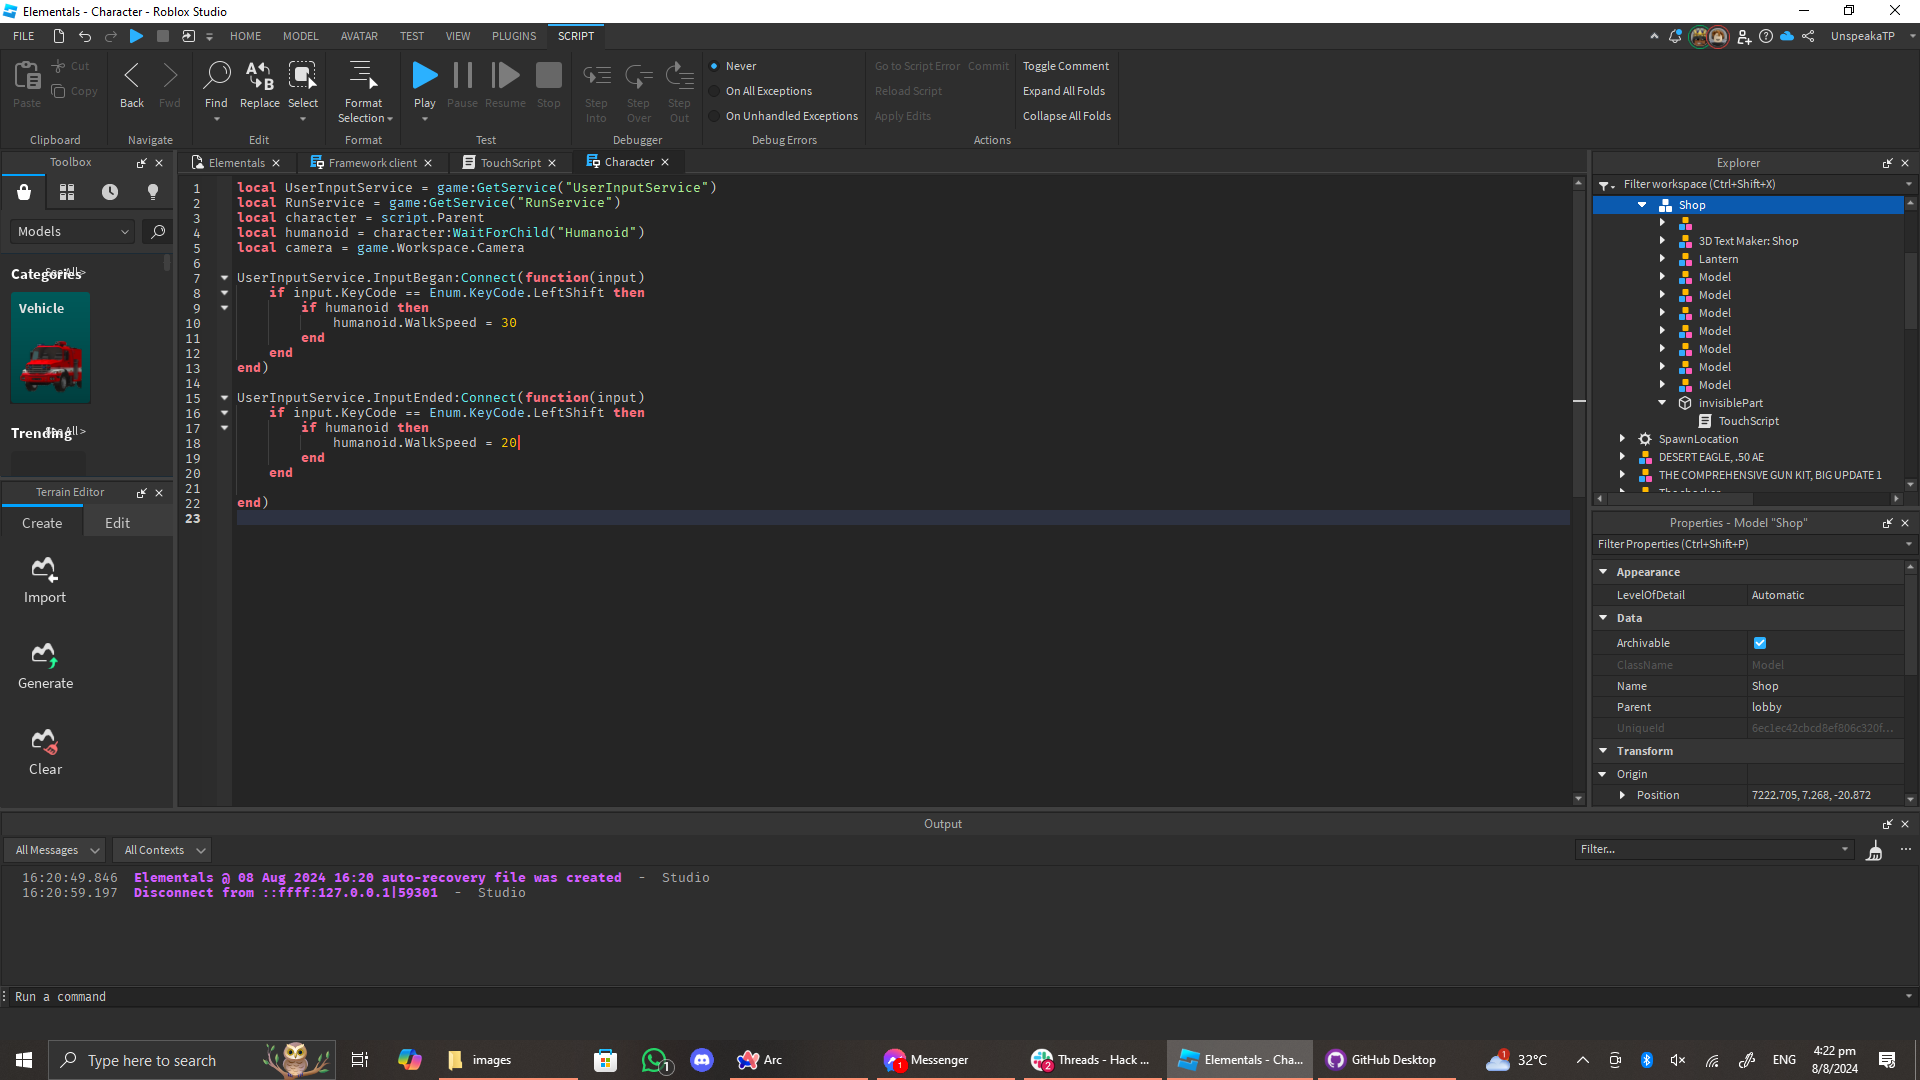 Elementals - Character - Roblox Studio
FILE HOME MODEL AVATAR TEST VIEW PLUGINS SCRIPT UnspeakaTP
Paste Cut Copy Clipboard
Back Fwd Navigate
Find Replace Select Edit
Format Selection Format
Play Pause Resume Stop Test
Step Into Step Over Step Out Debugger
Never
On All Exceptions
On Unhandled Exceptions
Debug Errors
Go to Script Error Commit Toggle Comment
Reload Script Expand All Folds
Apply Edits Collapse All Folds
Actions
Toolbox
Models
Categories See All >
Vehicle
Trending See All >
Terrain Editor
Create Edit
Import
Generate
Clear
Elementals Framework client TouchScript Character
1 local UserInputService = game:GetService("UserInputService")
2 local RunService = game:GetService("RunService")
3 local character = script.Parent
4 local humanoid = character:WaitForChild("Humanoid")
5 local camera = game.Workspace.Camera
6
7 UserInputService.InputBegan:Connect(function(input)
8 if input.KeyCode == Enum.KeyCode.LeftShift then
9 if humanoid then
10 humanoid.WalkSpeed = 30
11 end
12 end
13 end)
14
15 UserInputService.InputEnded:Connect(function(input)
16 if input.KeyCode == Enum.KeyCode.LeftShift then
17 if humanoid then
18 humanoid.WalkSpeed = 20
19 end
20 end
21
22 end)
23
Explorer
Filter workspace (Ctrl+Shift+X)
Shop
3D Text Maker: Shop
Lantern
Model
Model
Model
Model
Model
Model
Model
invisiblePart
TouchScript
SpawnLocation
DESERT EAGLE, .50 AE
THE COMPREHENSIVE GUN KIT, BIG UPDATE 1
Properties - Model "Shop"
Filter Properties (Ctrl+Shift+P)
Appearance
LevelOfDetail Automatic
Data
Archivable
ClassName Model
Name Shop
Parent lobby
UniqueId 6ec1ec42cbcd8ef806c320f...
Transform
Origin
Position 7222.705, 7.268, -20.872
Output
All Messages All Contexts Filter...
16:20:49.846 Elementals @ 08 Aug 2024 16:20 auto-recovery file was created - Studio
16:20:59.197 Disconnect from ::ffff:127.0.0.1|59301 - Studio
Run a command
Type here to search images 1 Arc 1 Messenger 2 Threads - Hack ... Elementals - Cha... GitHub Desktop 1 32°C ENG 4:22 pm
8/8/2024